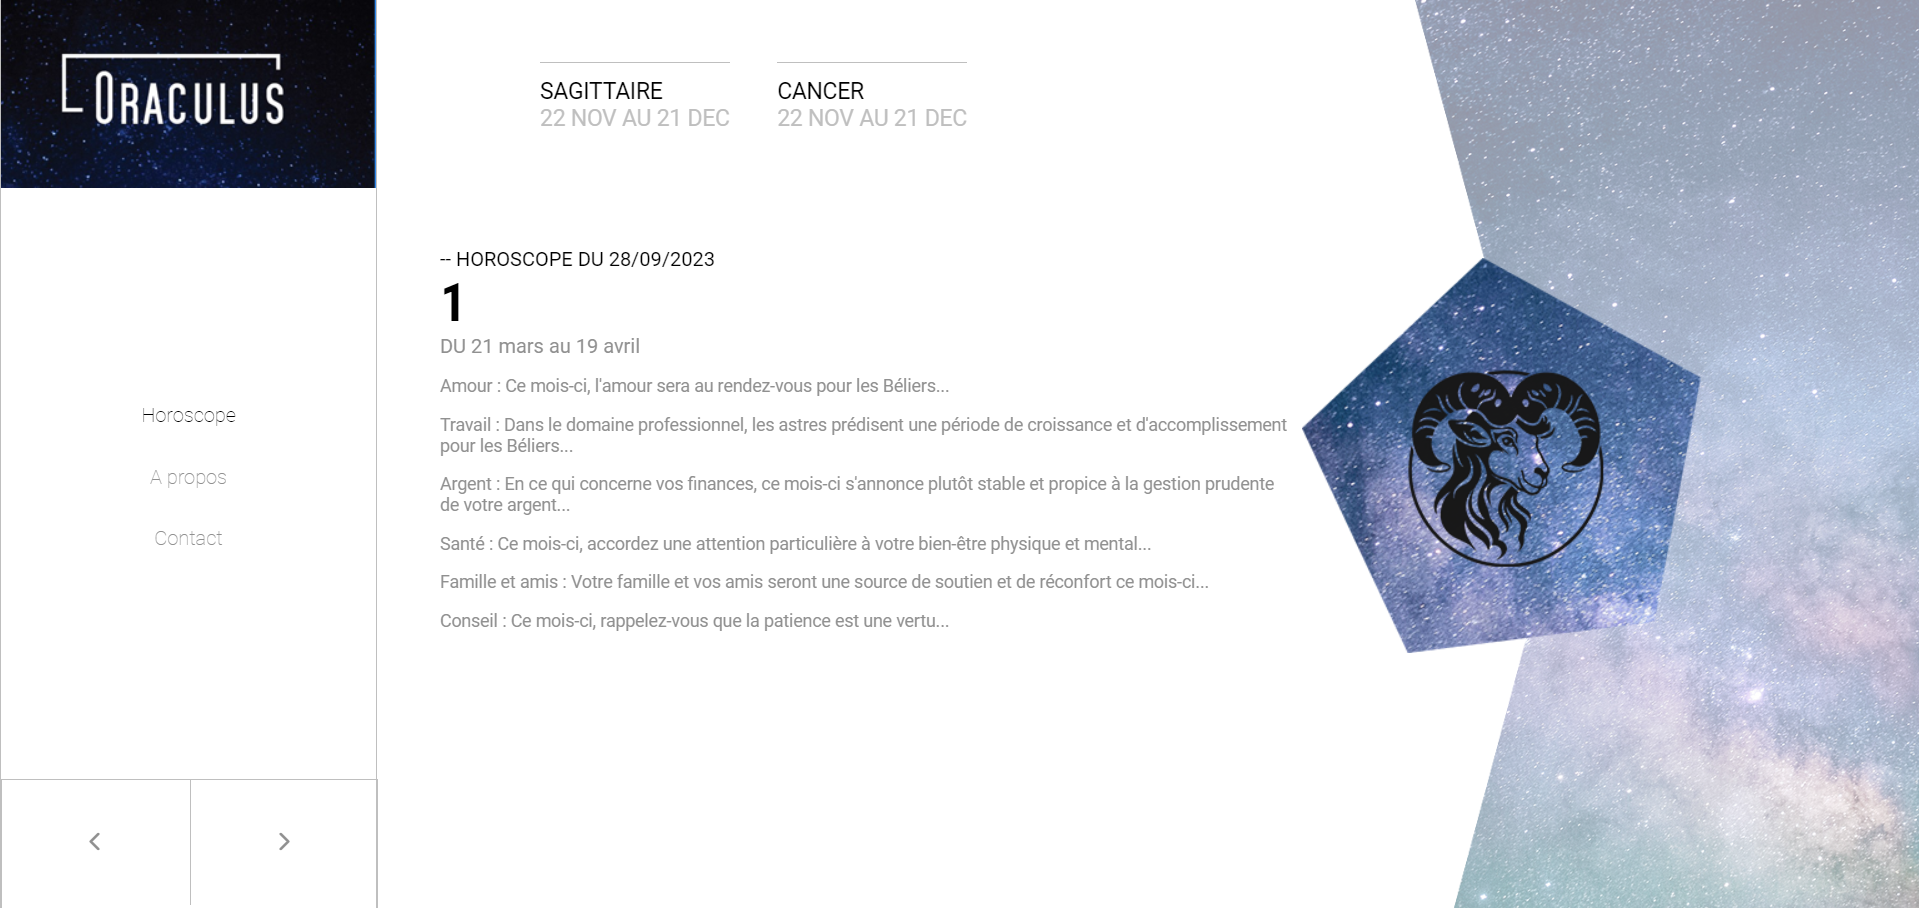 ORACULUS
Horoscope
A propos
Contact
SAGITTAIRE
22 NOV AU 21 DEC
CANCER
22 NOV AU 21 DEC
-- HOROSCOPE DU 28/09/2023
1
DU 21 mars au 19 avril
Amour : Ce mois-ci, l'amour sera au rendez-vous pour les Béliers...
Travail : Dans le domaine professionnel, les astres prédisent une période de croissance et d'accomplissement
pour les Béliers...
Argent : En ce qui concerne vos finances, ce mois-ci s'annonce plutôt stable et propice à la gestion prudente
de votre argent...
Santé : Ce mois-ci, accordez une attention particulière à votre bien-être physique et mental...
Famille et amis : Votre famille et vos amis seront une source de soutien et de réconfort ce mois-ci...
Conseil : Ce mois-ci, rappelez-vous que la patience est une vertu...